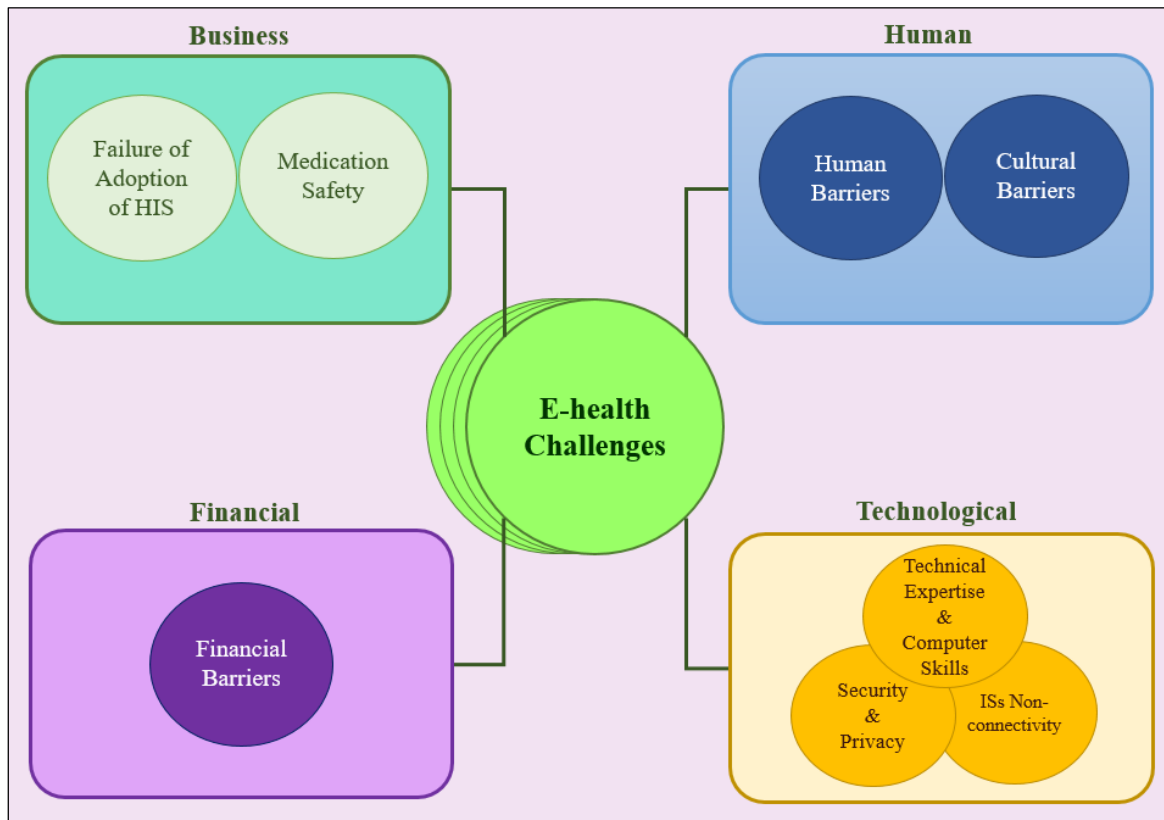 Business
Failure of
Adoption
of HIS
Medication
Safety
Human
Human
Barriers
Cultural
Barriers
E-health
Challenges
Financial
Financial
Barriers
Technological
Technical
Expertise
&
Computer
Skills
Security
&
Privacy
ISs Non-
connectivity